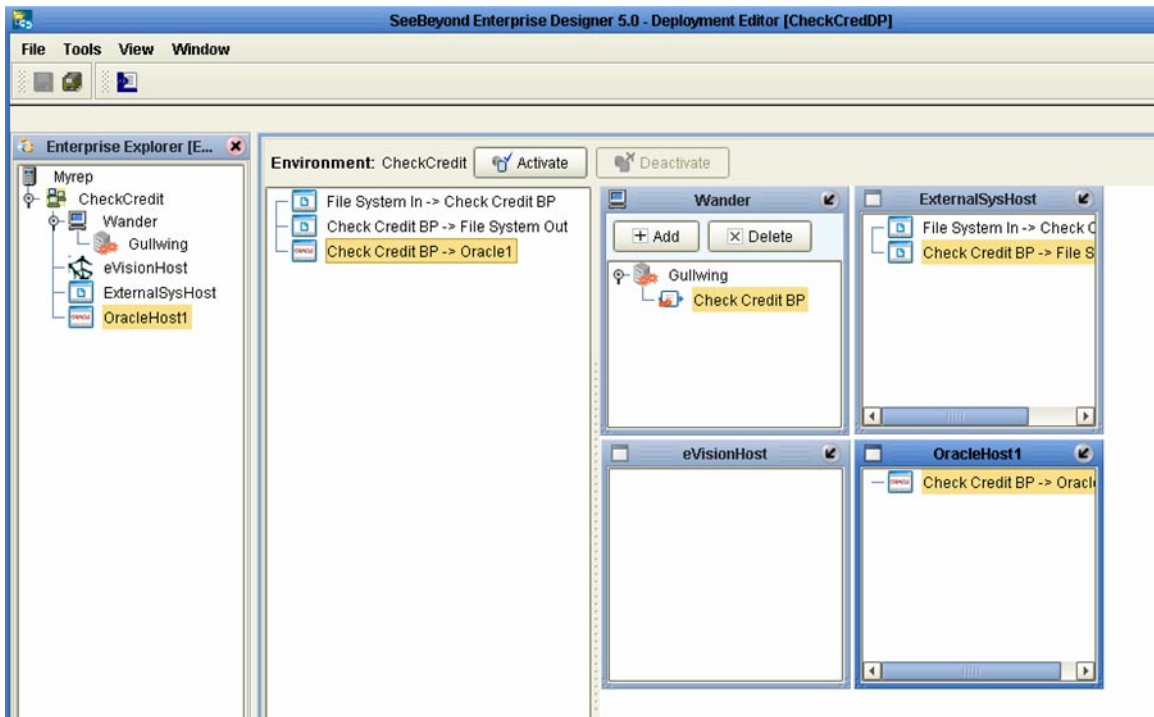 SeeBeyond Enterprise Designer 5.0 - Deployment Editor [CheckCredDP]
File Tools View Window
Enterprise Explorer [E...
Myrep
CheckCredit
Wander
Gullwing
eVisionHost
ExternalSysHost
OracleHost1
Environment: CheckCredit
Activate
Deactivate
File System In -> Check Credit BP
Check Credit BP -> File System Out
Check Credit BP -> Oracle1
Wander
Add
Delete
Gullwing
Check Credit BP
ExternalSysHost
File System In -> Check C
Check Credit BP -> File S
eVisionHost
OracleHost1
Check Credit BP -> Oracl